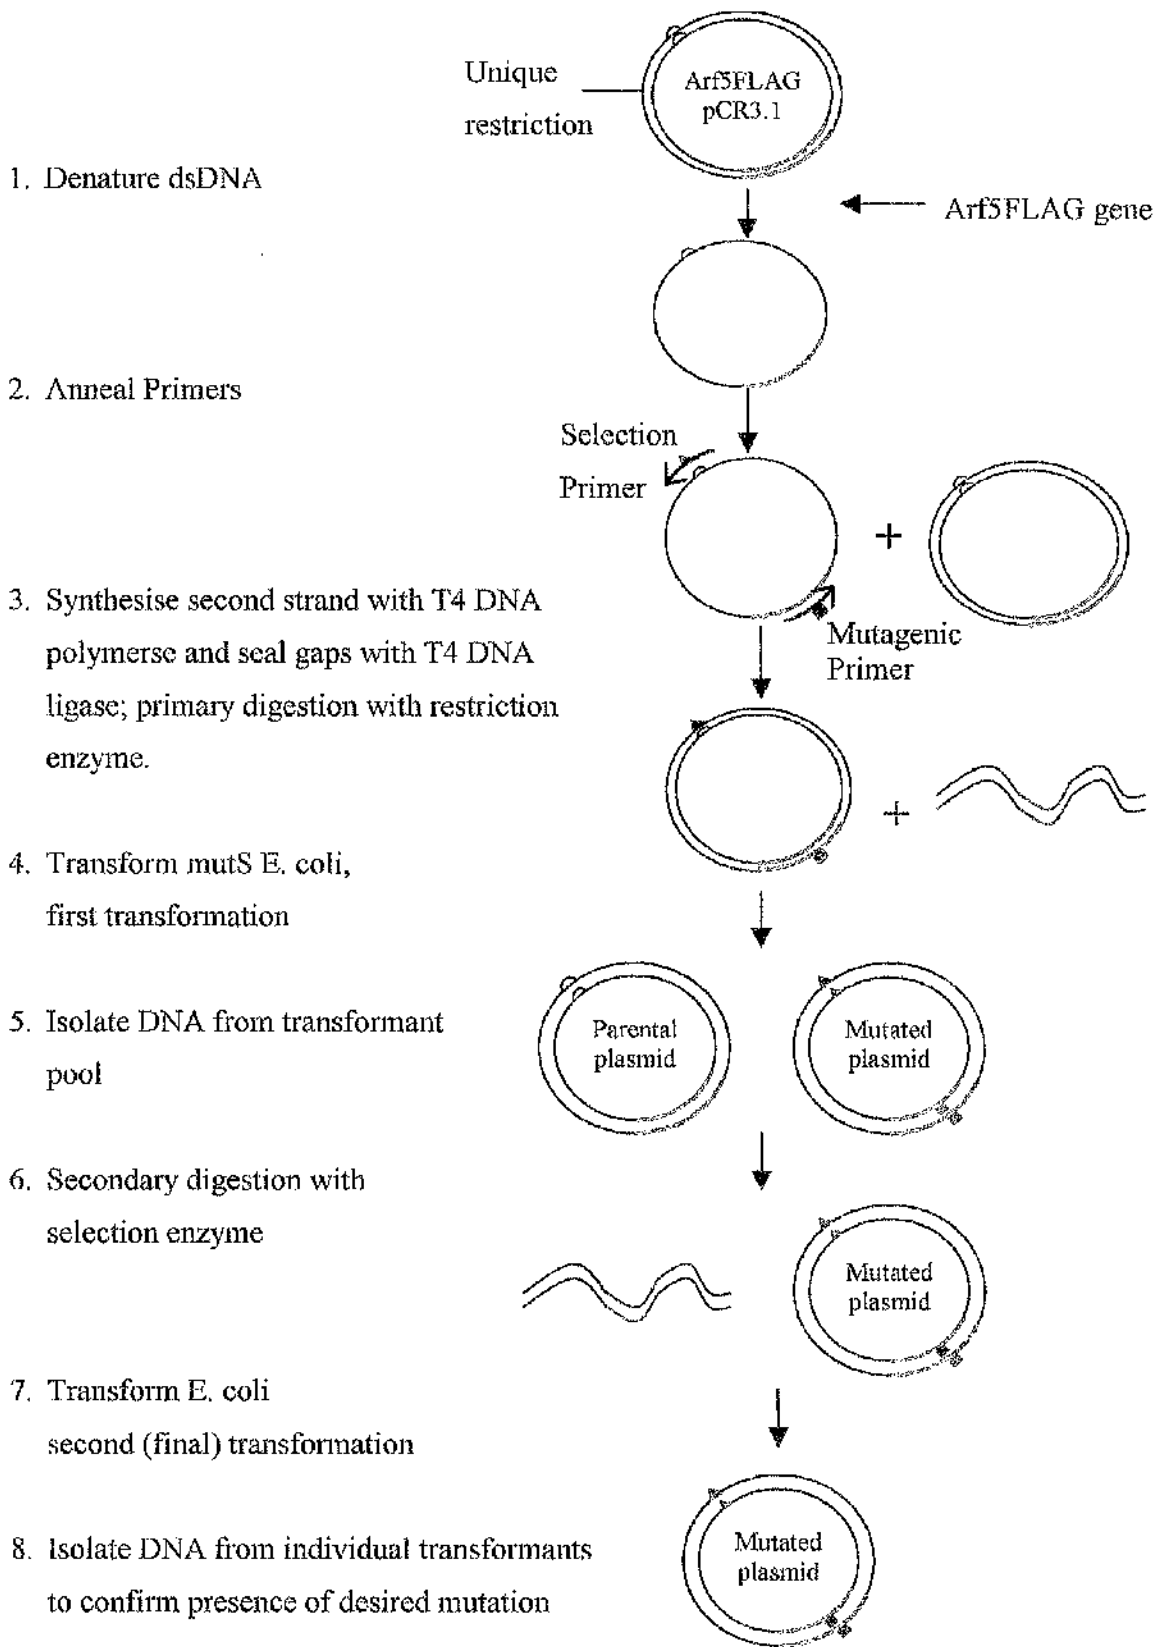 Unique
restriction
Arf5FLAG
pCR3.1
1. Denature dsDNA
Arf5FLAG gene
2. Anneal Primers
Selection
Primer
+
3. Synthesise second strand with T4 DNA
polymerse and seal gaps with T4 DNA
ligase; primary digestion with restriction
enzyme.
Mutagenic
Primer
+
4. Transform mutS E. coli,
first transformation
5. Isolate DNA from transformant
pool
Parental
plasmid
Mutated
plasmid
6. Secondary digestion with
selection enzyme
Mutated
plasmid
7. Transform E. coli
second (final) transformation
8. Isolate DNA from individual transformants
to confirm presence of desired mutation
Mutated
plasmid